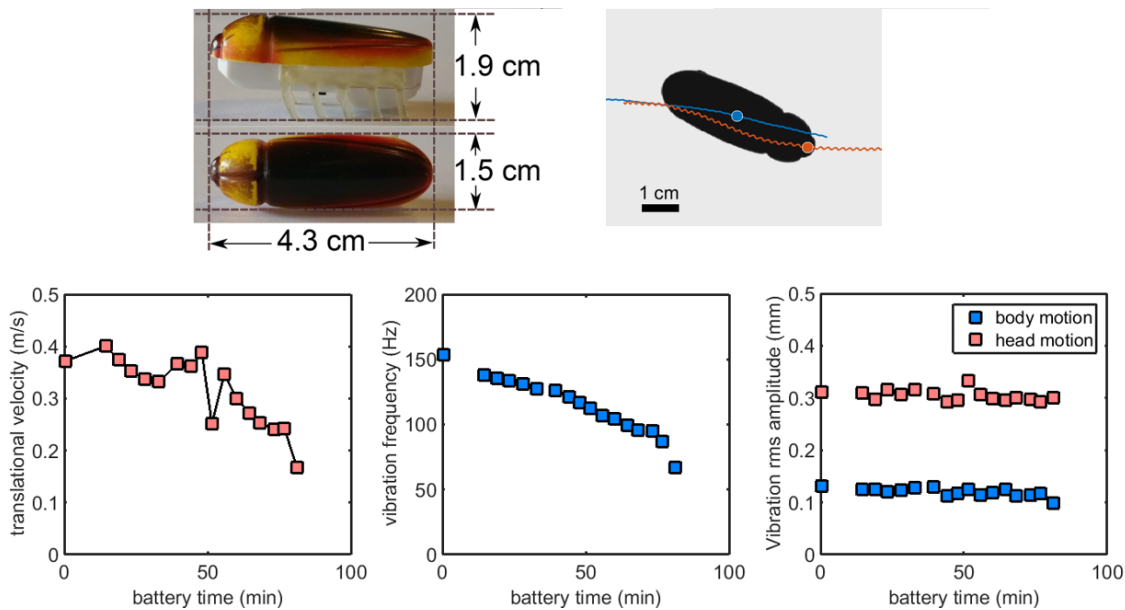 1.9 cm
1.5 cm
4.3 cm
1 cm
0.5
0.4
0.3
0.2
0.1
0
0
50
100
translational velocity (m/s)
battery time (min)
200
150
100
50
0
0
50
100
vibration frequency (Hz)
battery time (min)
0.5
0.4
0.3
0.2
0.1
0
0
50
100
Vibration rms amplitude (mm)
battery time (min)
body motion
head motion